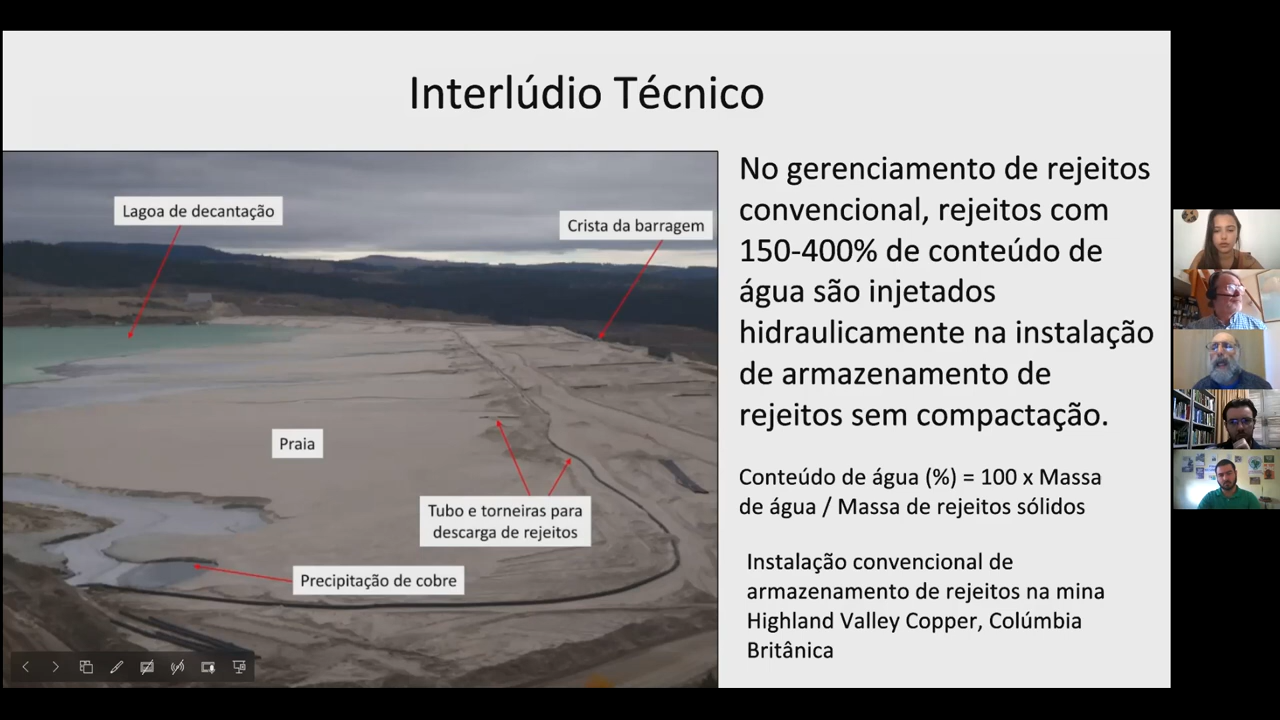 Interlúdio Técnico
Lagoa de decantação
Crista da barragem
Praia
Tubo e torneiras para
descarga de rejeitos
Precipitação de cobre
No gerenciamento de rejeitos
convencional, rejeitos com
150-400% de conteúdo de
água são injetados
hidraulicamente na instalação
de armazenamento de
rejeitos sem compactação.
Conteúdo de água (%) = 100 x Massa
de água / Massa de rejeitos sólidos
Instalação convencional de
armazenamento de rejeitos na mina
Highland Valley Copper, Colúmbia
Britânica